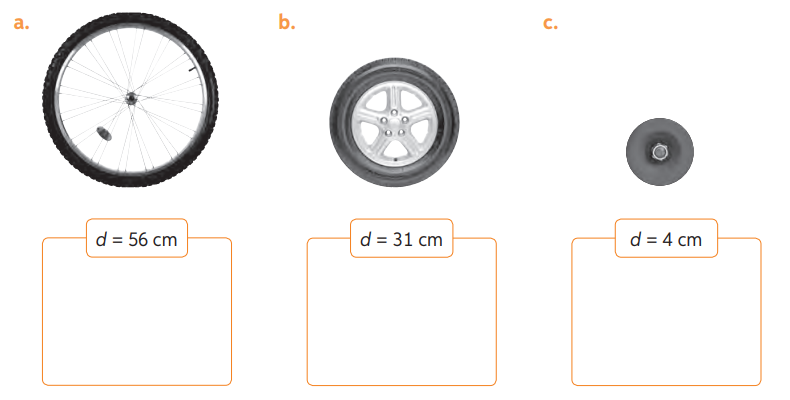 a.
b.
c.
d = 56 cm
d = 31 cm
d = 4 cm